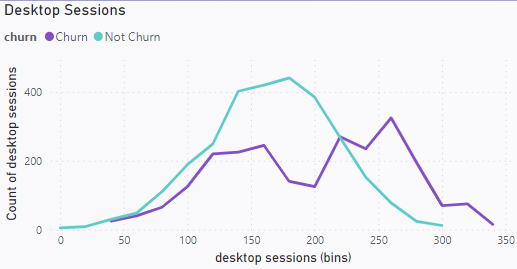 Desktop Sessions
churn Churn Not Churn
Count of desktop sessions
400
200
0
0 50 100 150 200 250 300 350
desktop sessions (bins)